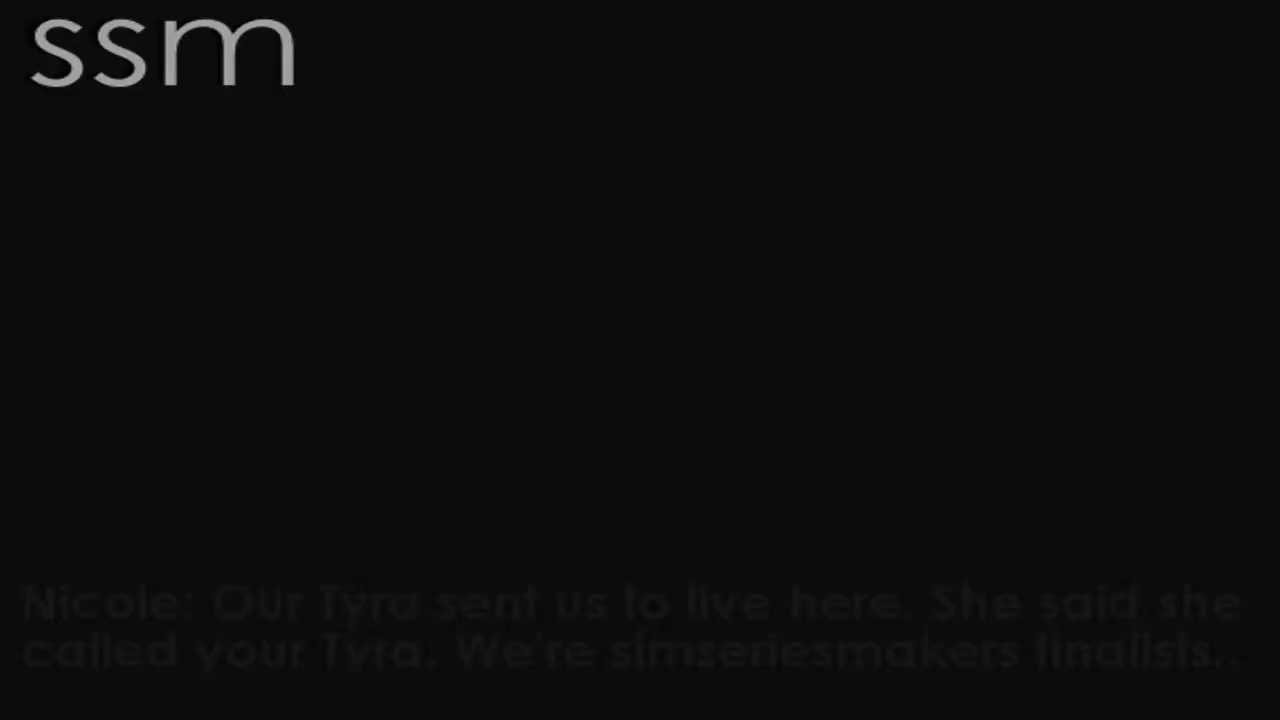 ssm
Nicole: Our Tyra sent us to live here. She said she
called your Tyra. We're simseriesmakers finalists..